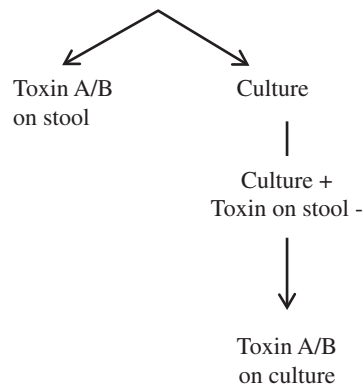 Toxin A/B
on stool
Culture
Culture +
Toxin on stool -
Toxin A/B
on culture